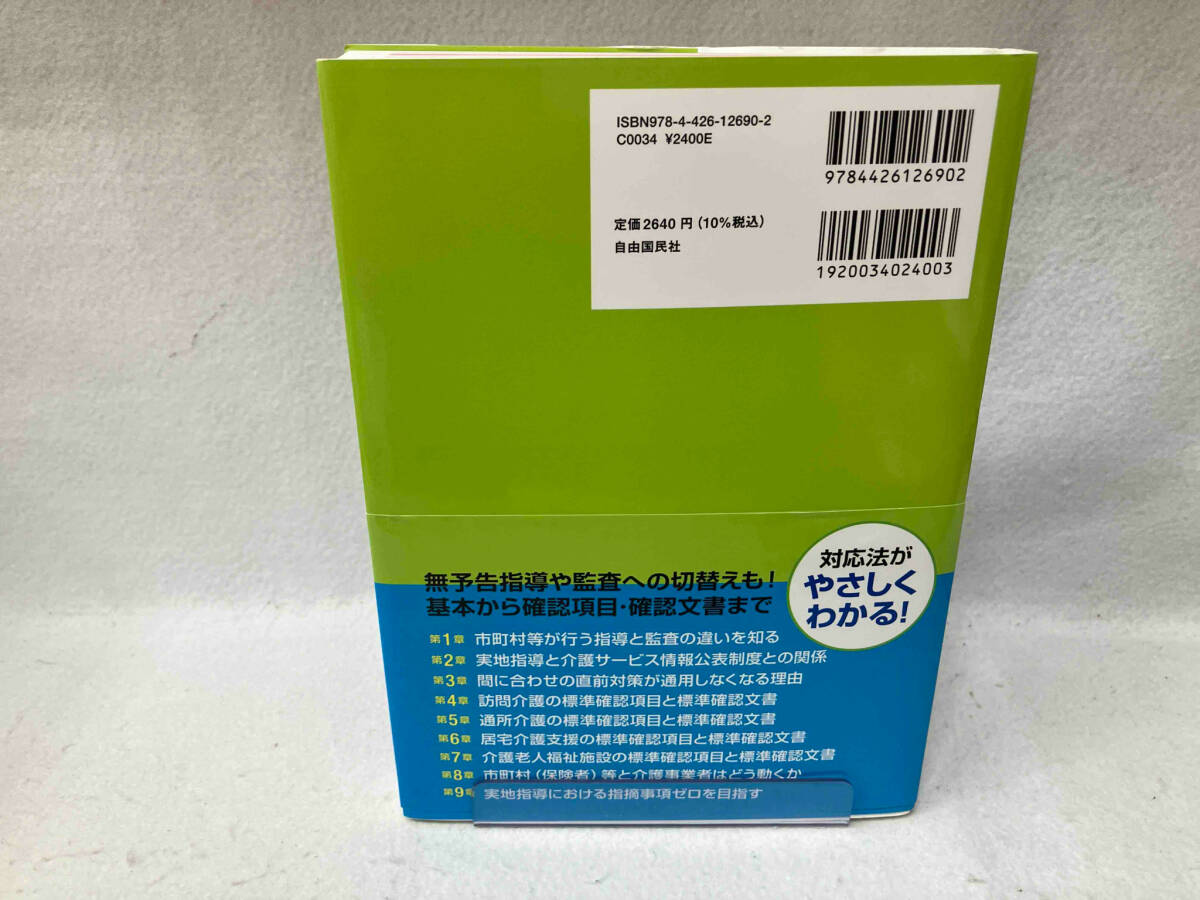 ISBN978-4-426-12690-2
C0034 ¥2400E
9784426126902
定価2640円(10%税込)
自由国民社
1920034024003
対応法が
やさしく
わかる!
無予告指導や監査への切替えも!
基本から確認項目・確認文書まで
第1章 市町村等が行う指導と監査の違いを知る
第2章 実地指導と介護サービス情報公表制度との関係
第3章 間に合わせの直前対策が通用しなくなる理由
第4章 訪問介護の標準確認項目と標準確認文書
第5章 通所介護の標準確認項目と標準確認文書
第6章 居宅介護支援の標準確認項目と標準確認文書
第7章 介護老人福祉施設の標準確認項目と標準確認文書
第8章 市町村(保険者)等と介護事業者はどう動くか
第9章 実地指導における指摘事項ゼロを目指す